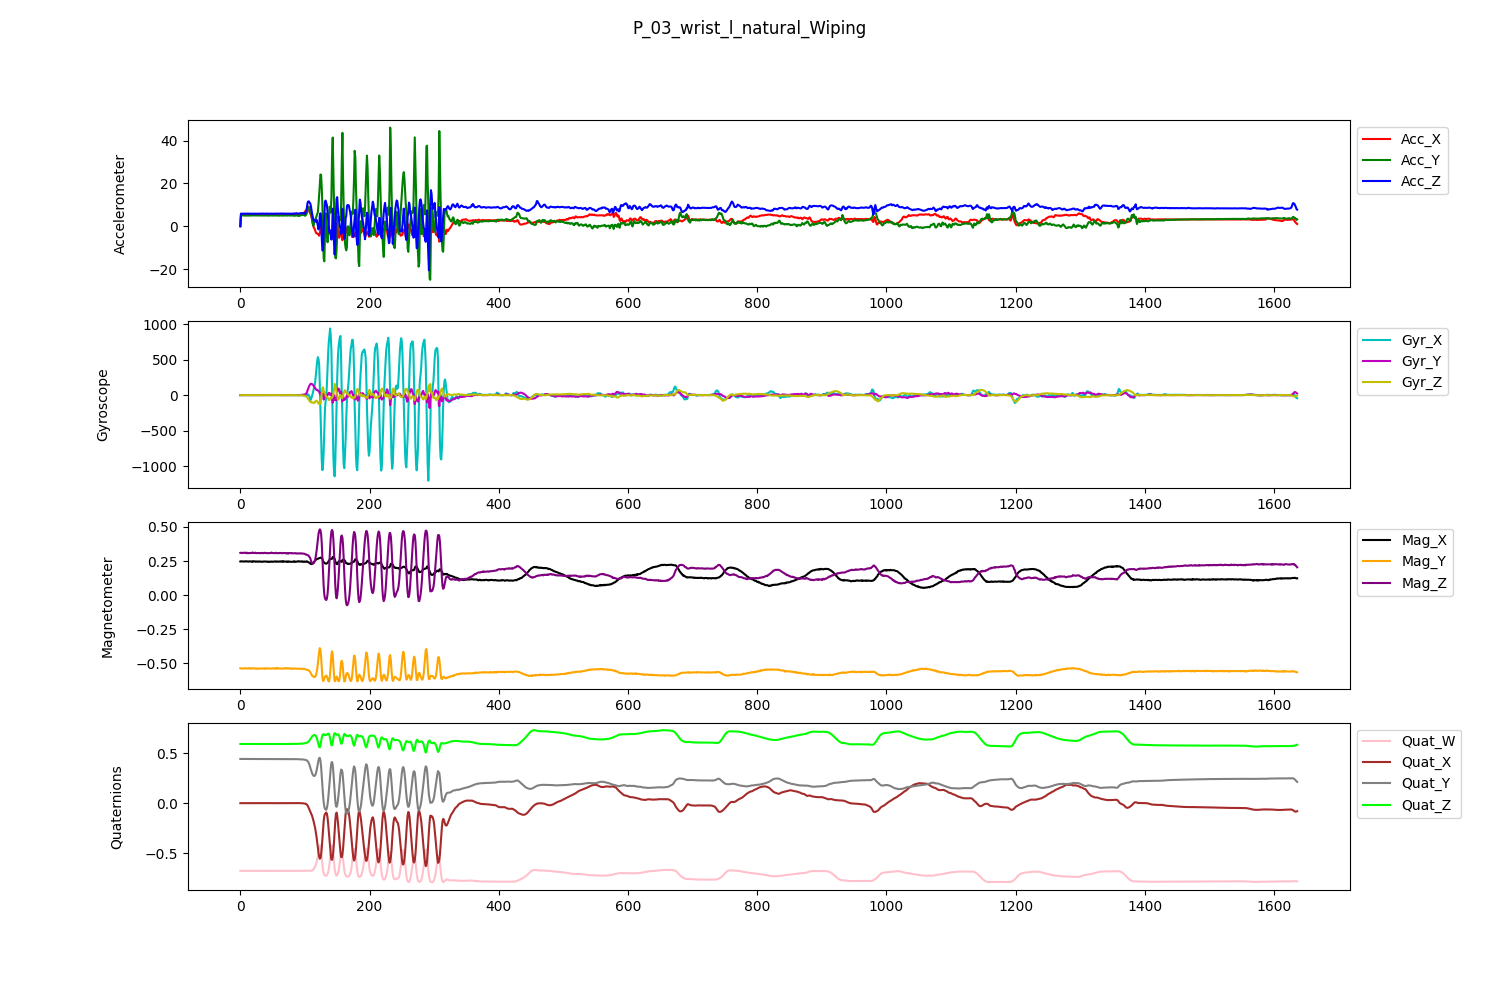 P_03_wrist_l_natural_Wiping
Accelerometer
40
20
0
−20
0 200 400 600 800 1000 1200 1400 1600
Acc_X
Acc_Y
Acc_Z
Gyroscope
1000
500
0
−500
−1000
0 200 400 600 800 1000 1200 1400 1600
Gyr_X
Gyr_Y
Gyr_Z
Magnetometer
0.50
0.25
0.00
−0.25
−0.50
0 200 400 600 800 1000 1200 1400 1600
Mag_X
Mag_Y
Mag_Z
Quaternions
0.5
0.0
−0.5
0 200 400 600 800 1000 1200 1400 1600
Quat_W
Quat_X
Quat_Y
Quat_Z